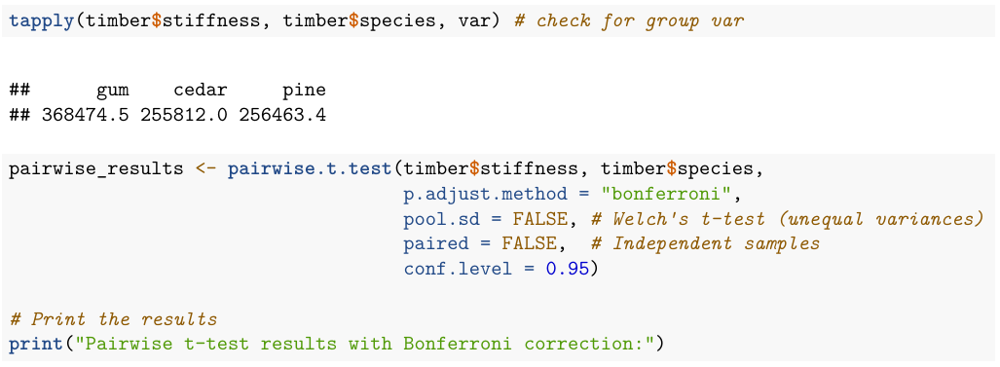 tapply(timber$stiffness, timber$species, var) # check for group var
##      gum    cedar     pine
## 368474.5 255812.0 256463.4
pairwise_results <- pairwise.t.test(timber$stiffness, timber$species,
                                    p.adjust.method = "bonferroni",
                                    pool.sd = FALSE, # Welch's t-test (unequal variances)
                                    paired = FALSE,  # Independent samples
                                    conf.level = 0.95)
# Print the results
print("Pairwise t-test results with Bonferroni correction:")